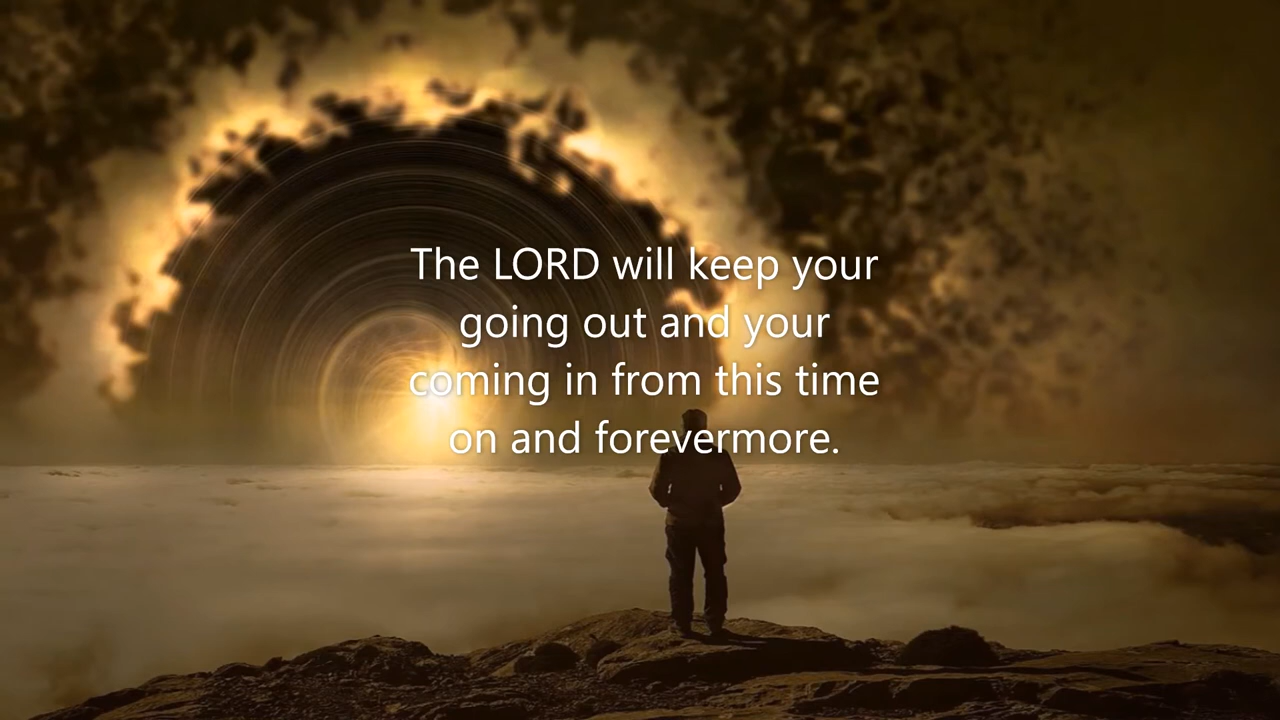 The LORD will keep your
going out and your
coming in from this time
on and forevermore.